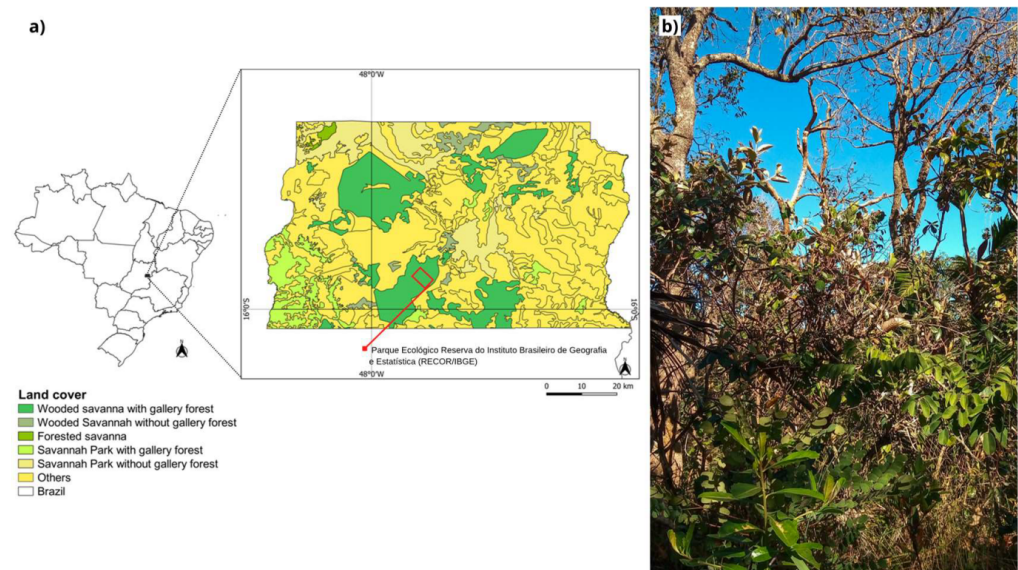 a)
b)
48°0'W
16°0'S
16°0'S
Parque Ecológico Reserva do Instituto Brasileiro de Geografia
e Estatística (RECOR/IBGE)
48°0'W
0 10 20 km
Land cover
Wooded savanna with gallery forest
Wooded Savannah without gallery forest
Forested savanna
Savannah Park with gallery forest
Savannah Park without gallery forest
Others
Brazil